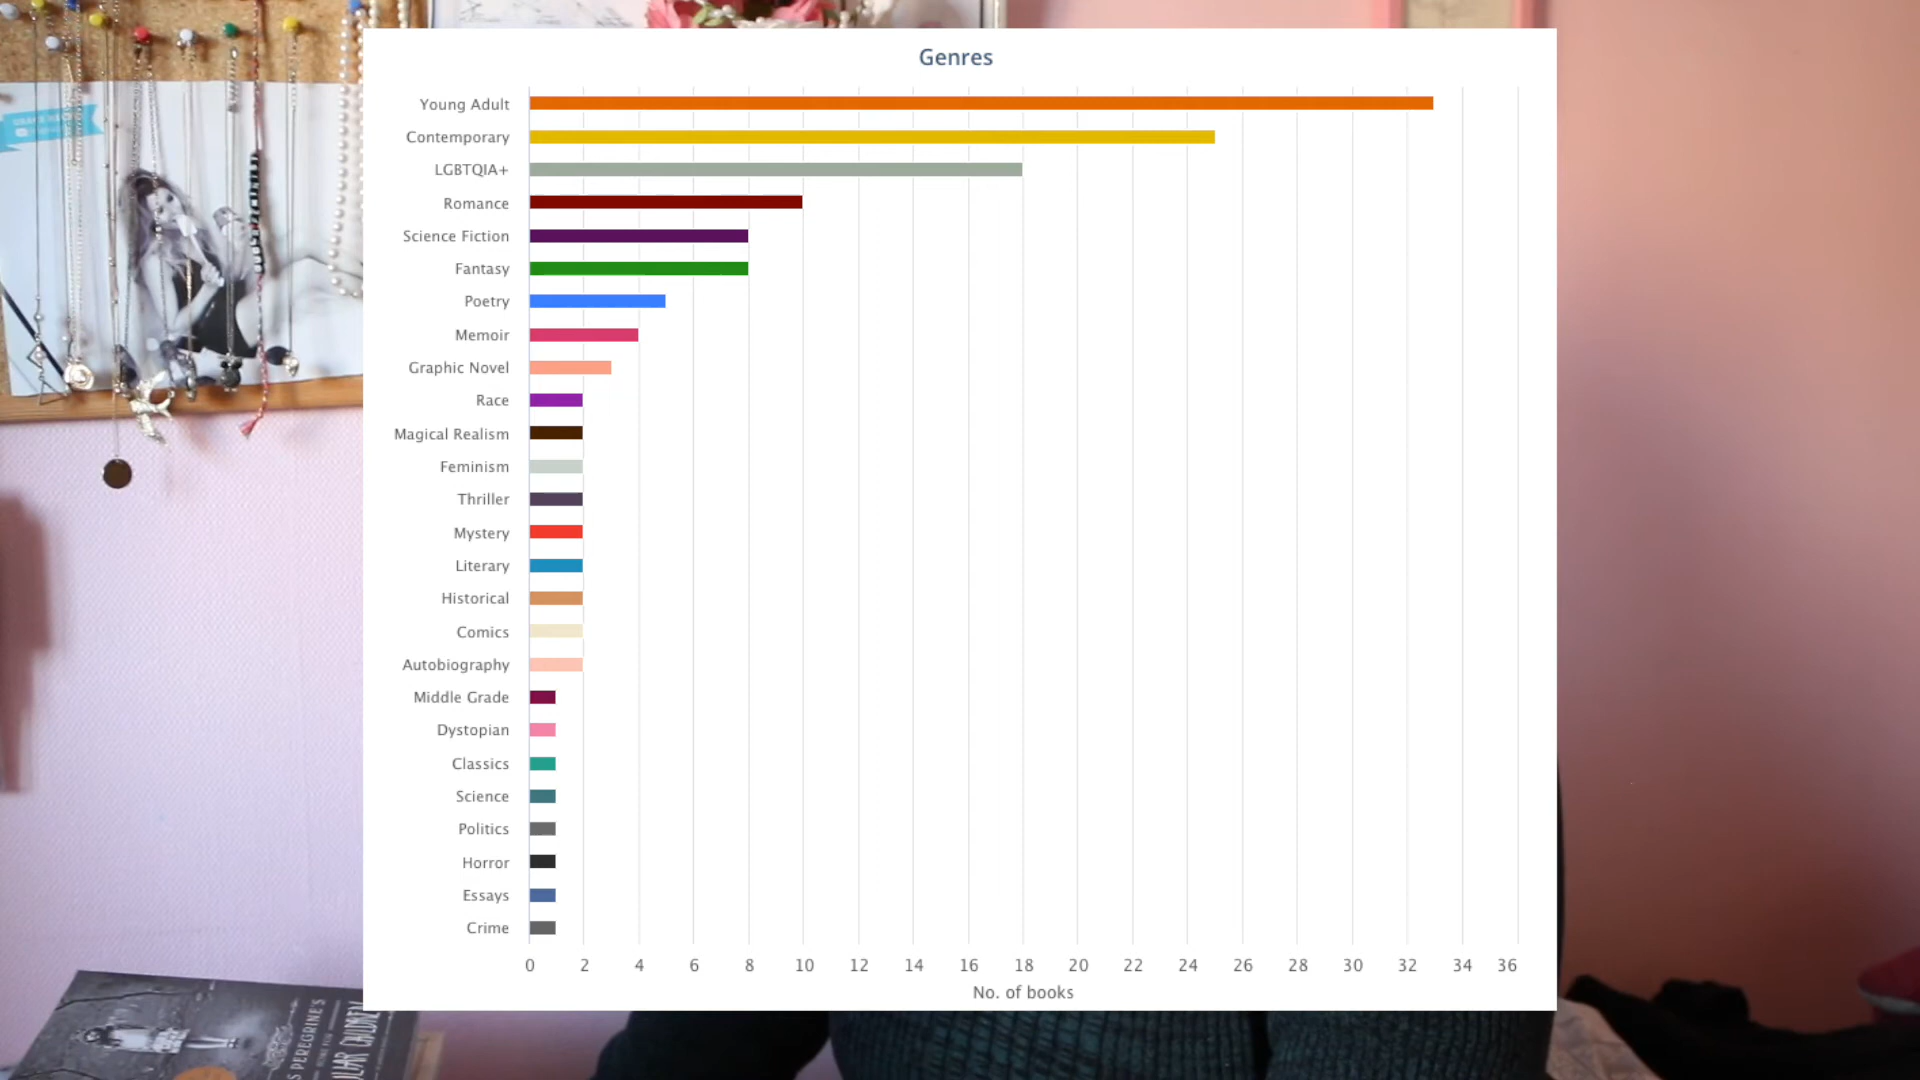 Genres
Young Adult
Contemporary
LGBTQIA+
Romance
Science Fiction
Fantasy
Poetry
Memoir
Graphic Novel
Race
Magical Realism
Feminism
Thriller
Mystery
Literary
Historical
Comics
Autobiography
Middle Grade
Dystopian
Classics
Science
Politics
Horror
Essays
Crime
0 2 4 6 8 10 12 14 16 18 20 22 24 26 28 30 32 34 36
No. of books
PEREGRINE'S
CHILDREN